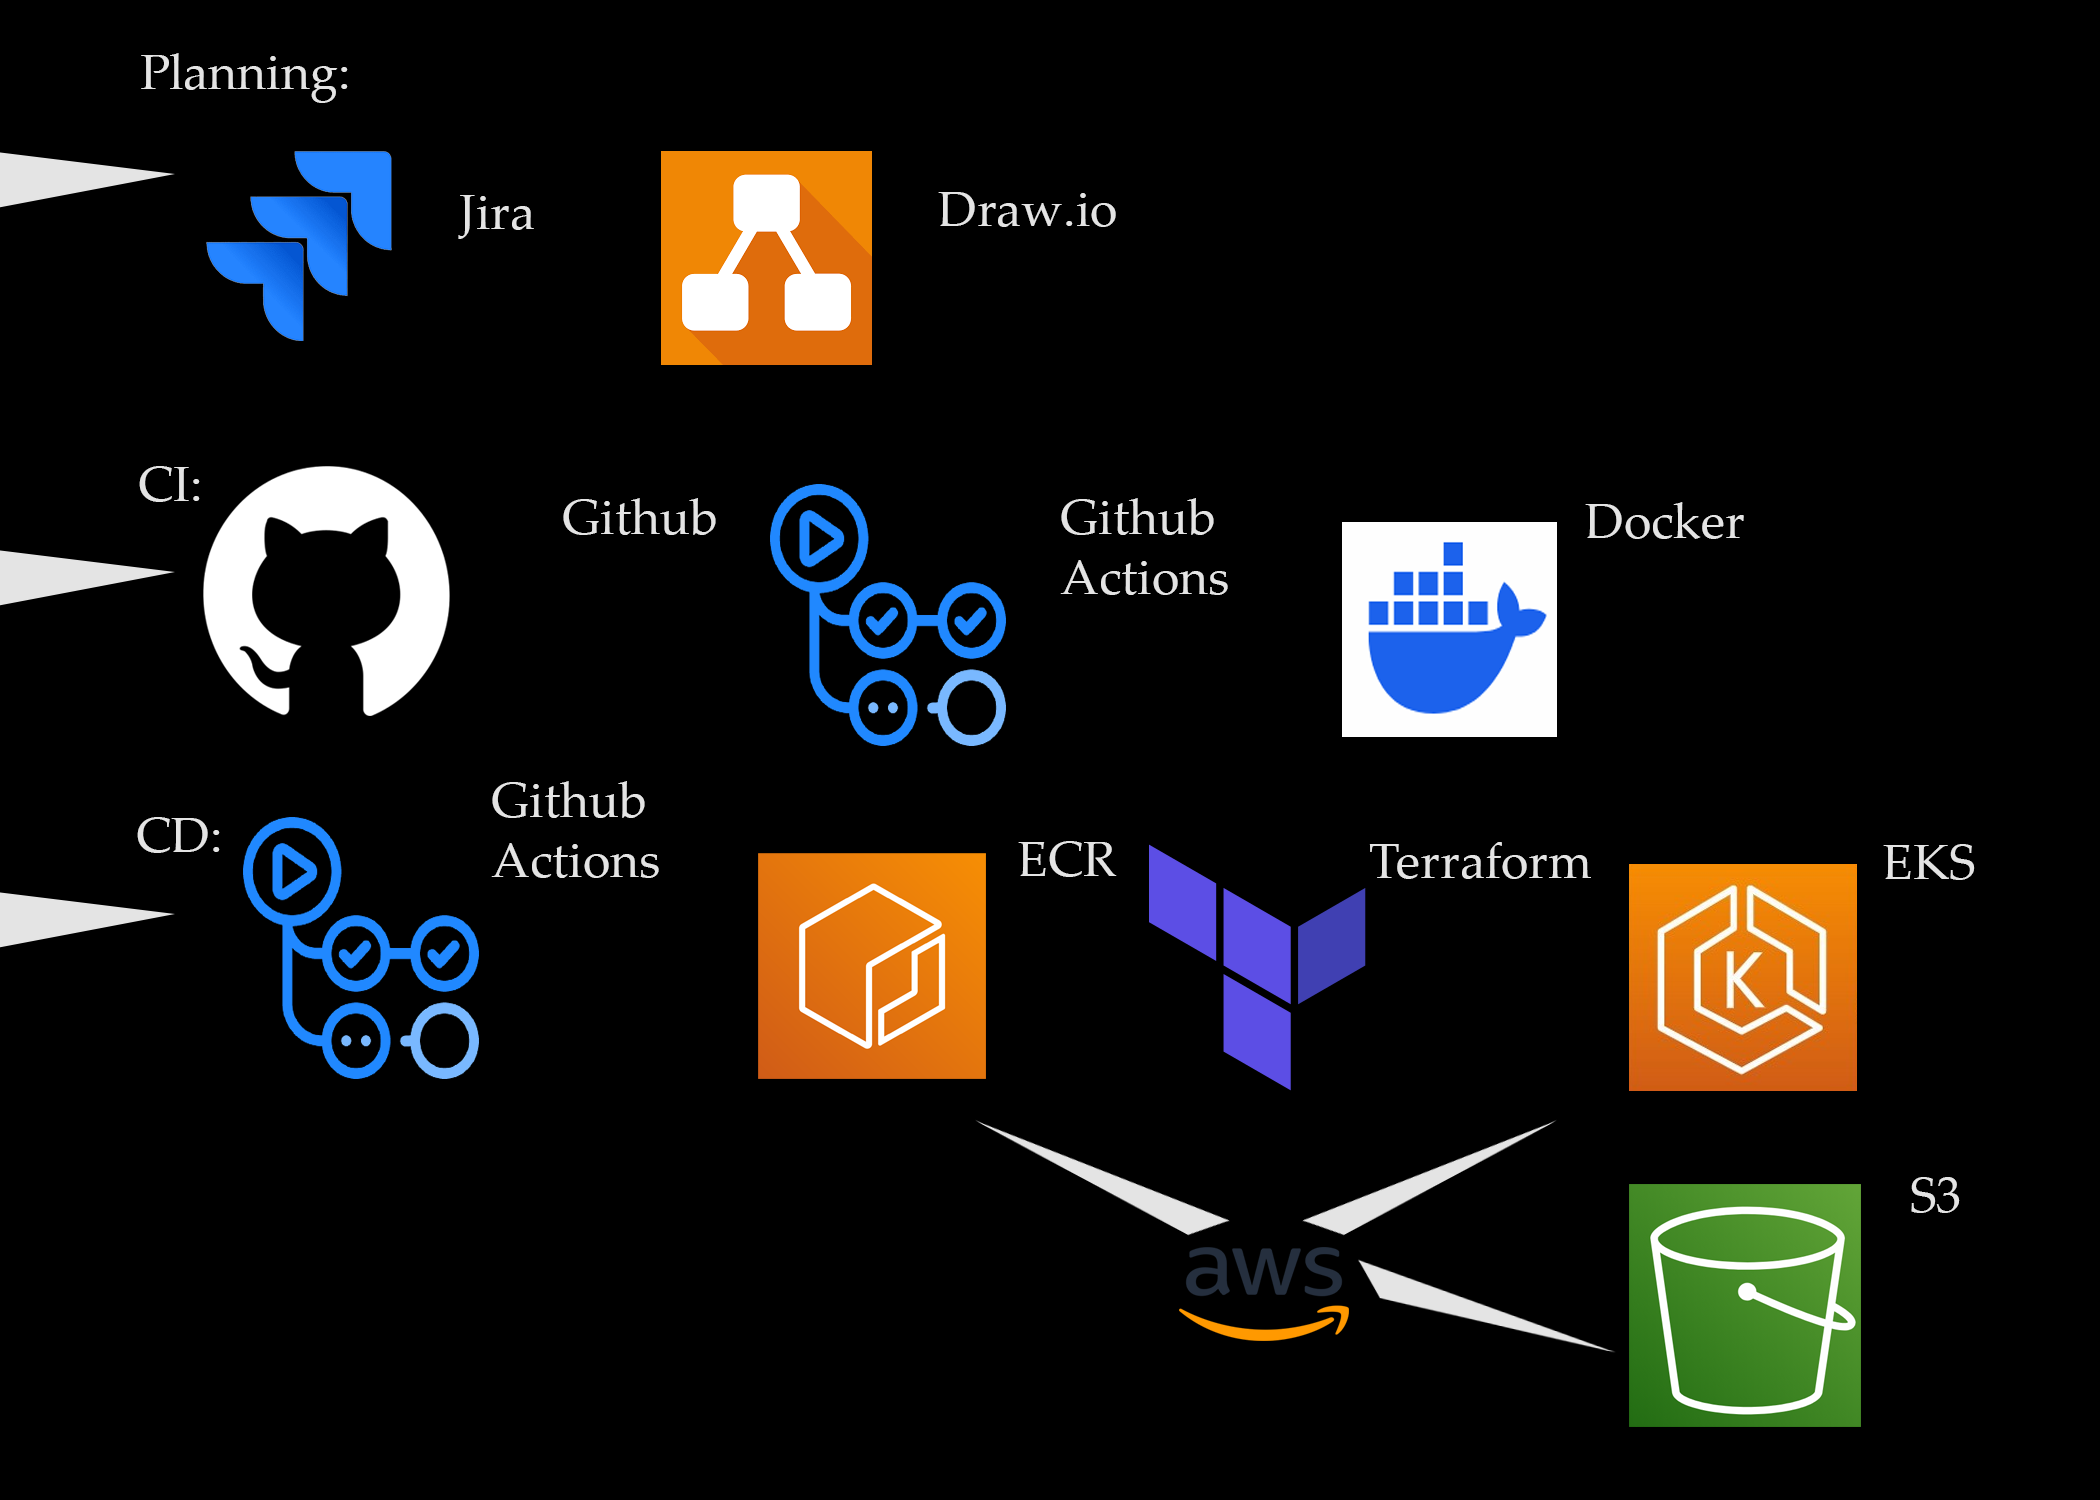 Planning:
Jira
Draw.io
CI:
Github
Github
Actions
Docker
CD:
Github
Actions
ECR
Terraform
EKS
K
S3
aws